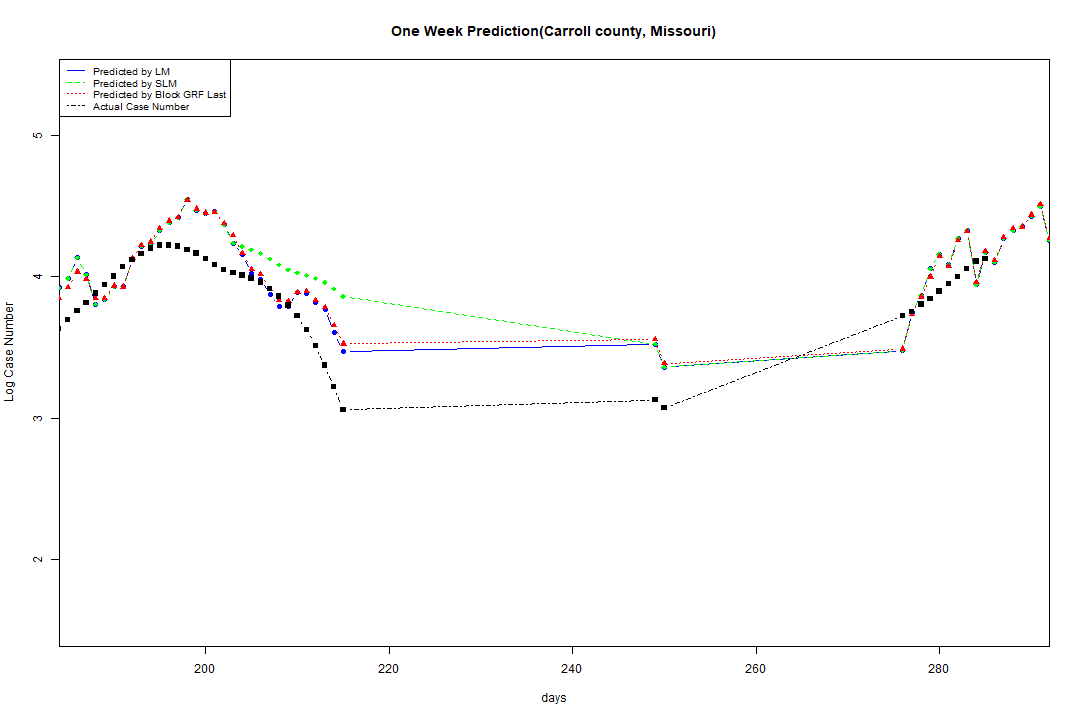 One Week Prediction(Carroll county, Missouri)
Predicted by LM
Predicted by SLM
Predicted by Block GRF Last
Actual Case Number
5
4
3
2
Log Case Number
200 220 240 260 280
days